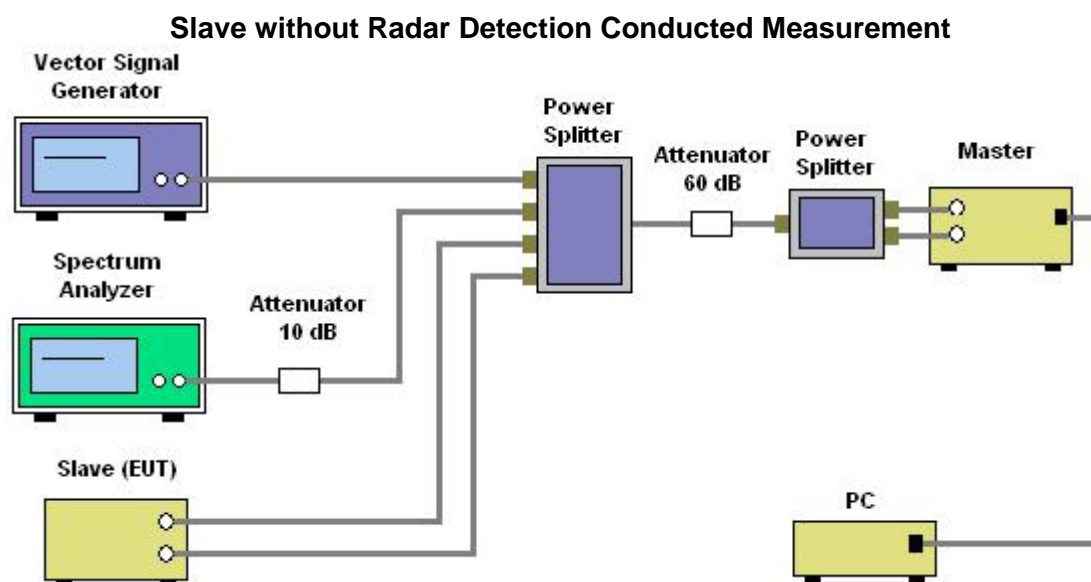 Slave without Radar Detection Conducted Measurement
Vector Signal
Generator
Power
Splitter
Attenuator
60 dB
Power
Splitter
Master
Spectrum
Analyzer
Attenuator
10 dB
Slave (EUT)
PC